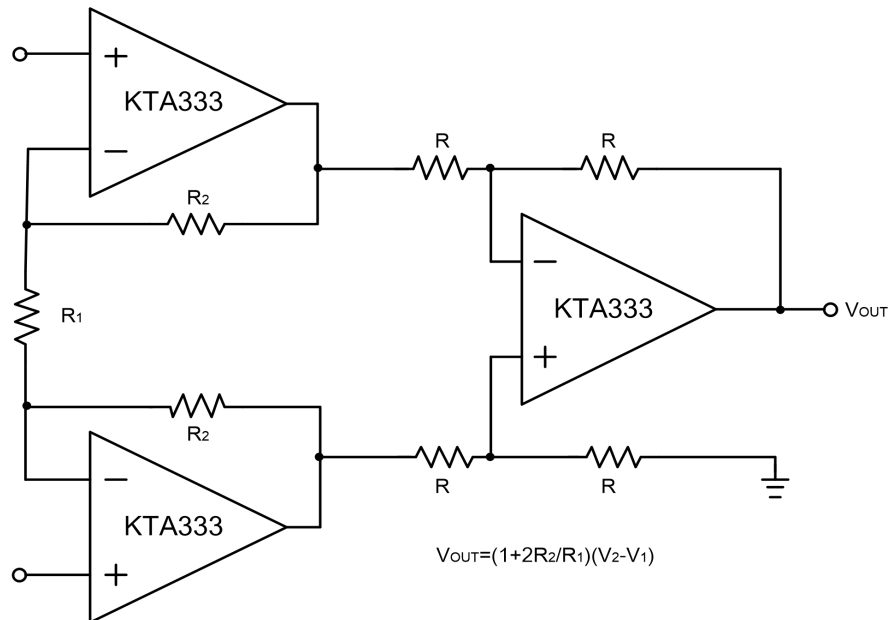 KTA333
R
R
R2
KTA333
VOUT
R1
R2
R
R
KTA333
VOUT=(1+2R2/R1)(V2-V1)